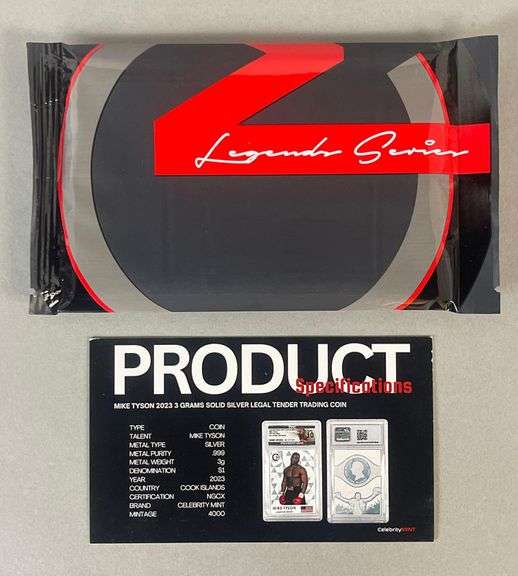 Legends Series
PRODUCT
Specifications
MIKE TYSON 2023 3 GRAMS SOLID SILVER LEGAL TENDER TRADING COIN
TYPE COIN
TALENT MIKE TYSON
METAL TYPE SILVER
METAL PURITY .999
METAL WEIGHT 3g
DENOMINATION $1
YEAR 2023
COUNTRY COOK ISLANDS
CERTIFICATION NGCX
BRAND CELEBRITY MINT
MINTAGE 4000
MIKE TYSON
CelebrityMINT